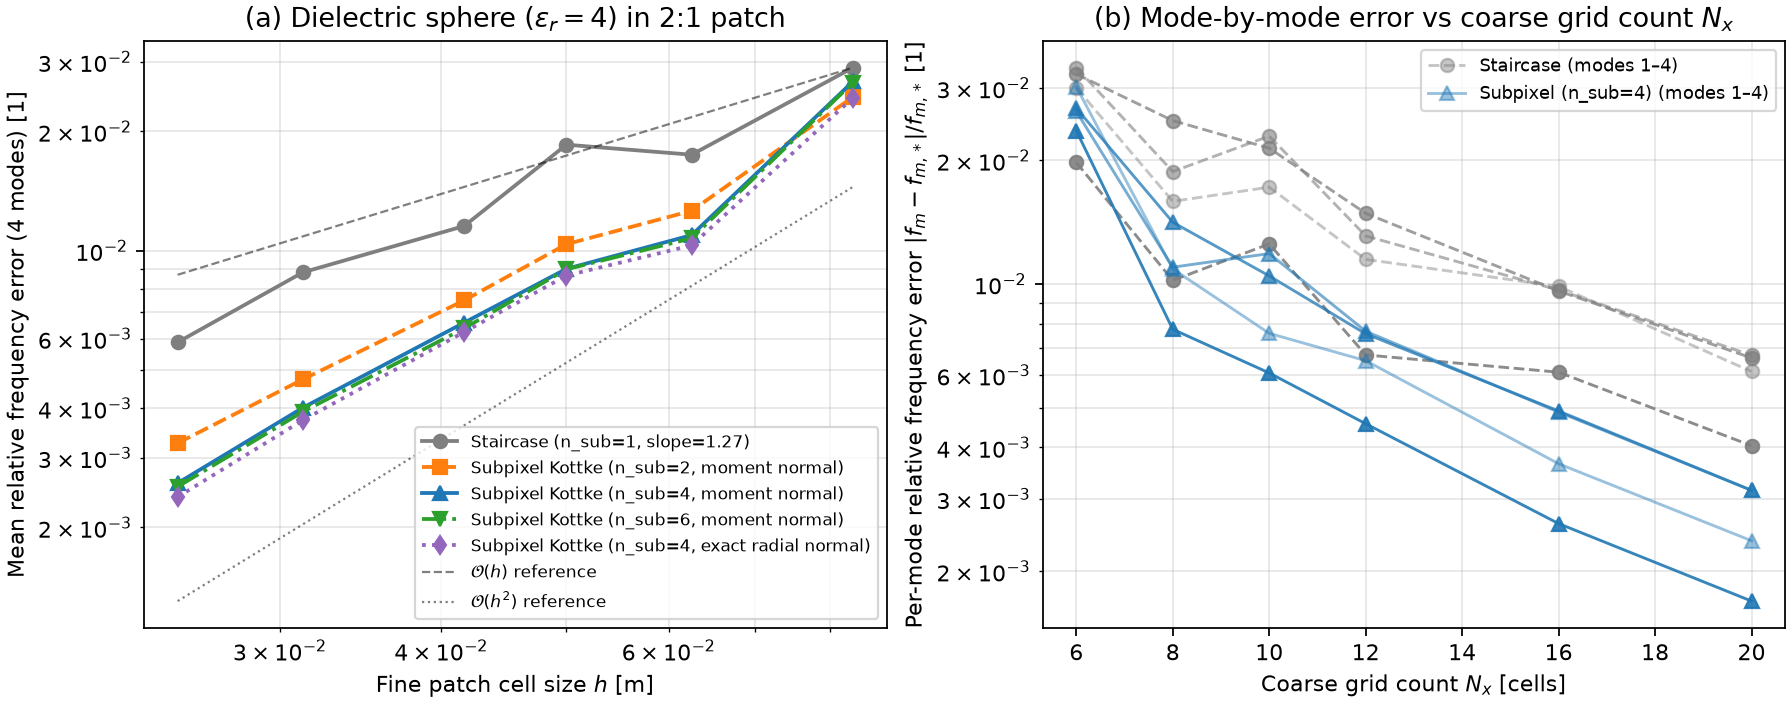 (a) Dielectric sphere (εᵣ = 4) in 2:1 patch
Mean relative frequency error (4 modes) [1]
3 × 10⁻²
2 × 10⁻²
10⁻²
6 × 10⁻³
4 × 10⁻³
3 × 10⁻³
2 × 10⁻³
Staircase (n_sub=1, slope=1.27)
Subpixel Kottke (n_sub=2, moment normal)
Subpixel Kottke (n_sub=4, moment normal)
Subpixel Kottke (n_sub=6, moment normal)
Subpixel Kottke (n_sub=4, exact radial normal)
𝒪(h) reference
𝒪(h²) reference
3 × 10⁻² 4 × 10⁻² 6 × 10⁻²
Fine patch cell size h [m]
(b) Mode-by-mode error vs coarse grid count Nₓ
Per-mode relative frequency error |fₘ − fₘ,*|/fₘ,* [1]
3 × 10⁻²
2 × 10⁻²
10⁻²
6 × 10⁻³
4 × 10⁻³
3 × 10⁻³
2 × 10⁻³
Staircase (modes 1–4)
Subpixel (n_sub=4) (modes 1–4)
6 8 10 12 14 16 18 20
Coarse grid count Nₓ [cells]